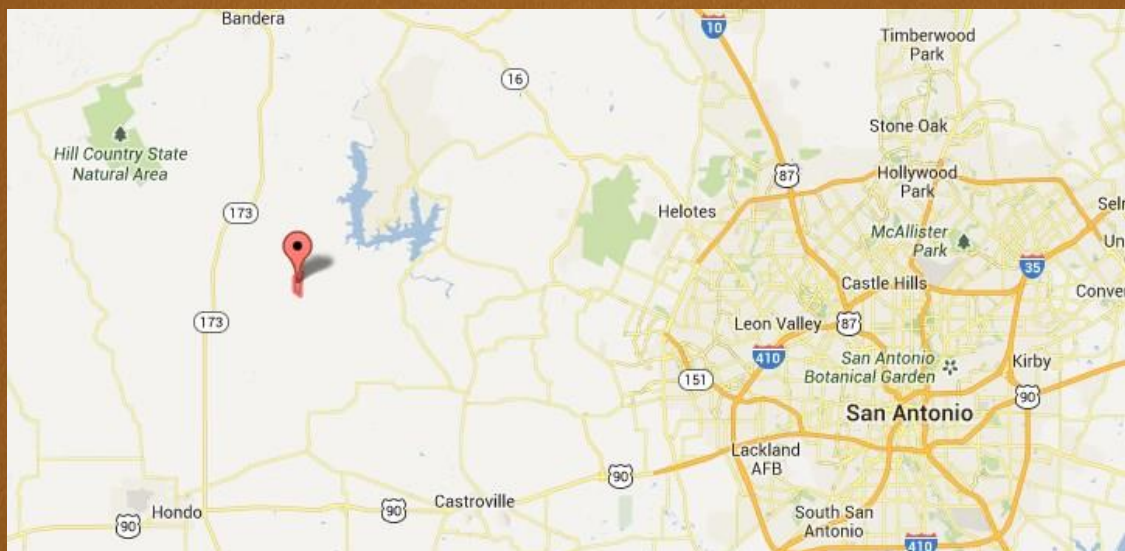 Bandera
10
Timberwood
Park
16
Stone Oak
Hill Country State
Natural Area
87
Hollywood
Park
173
Helotes
McAllister
Park
35
Castle Hills
173
Leon Valley
87
410
San Antonio
Botanical Garden
Kirby
151
90
San Antonio
Lackland
AFB
90
Castroville
90
Hondo
90
South San
Antonio
410